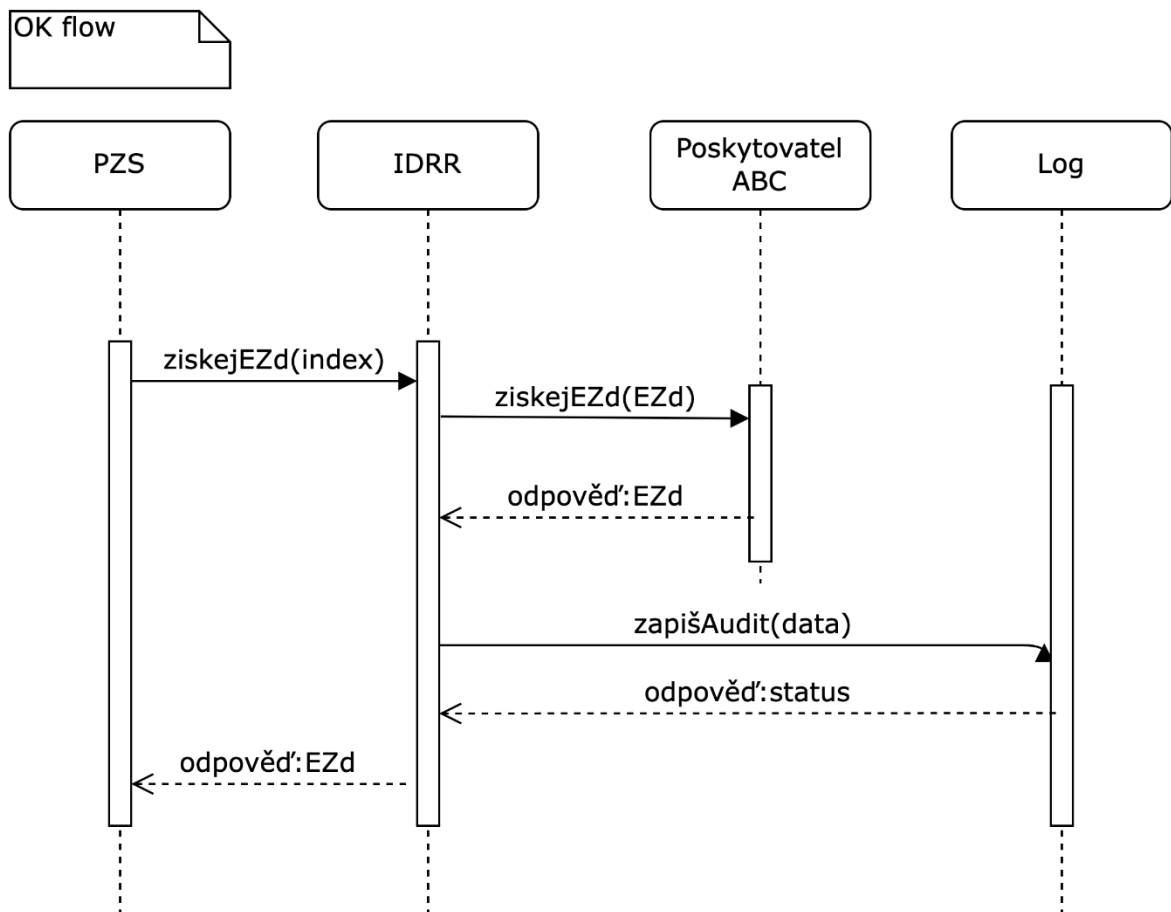 OK flow
PZS
IDRR
Poskytovatel
ABC
Log
ziskejEZd(index)
ziskejEZd(EZd)
odpověď:EZd
zapišAudit(data)
odpověď:status
odpověď:EZd